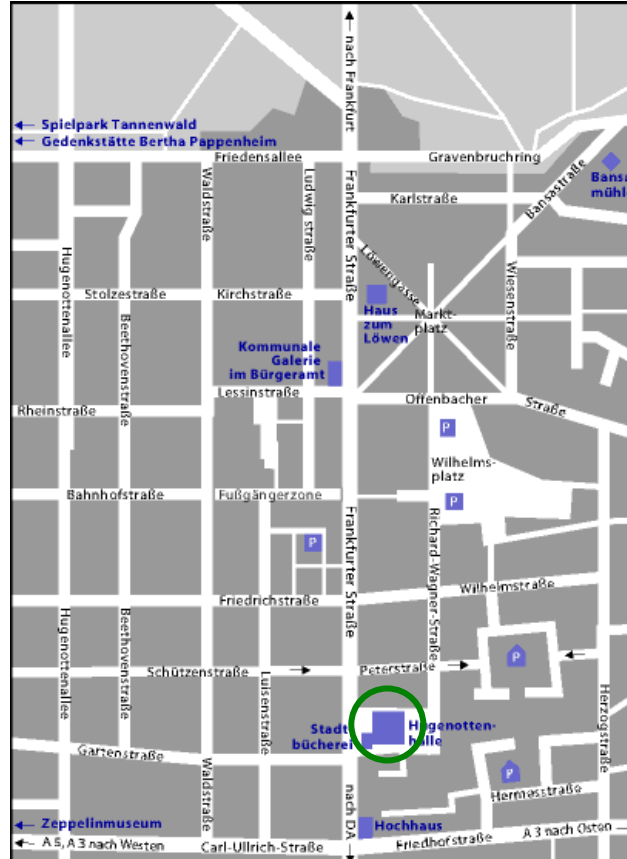 nach Frankfurt
← Spielpark Tannenwald
← Gedenkstätte Bertha Pappenheim
Friedensallee
Gravenbruchring
Bansa
mühl
Waldstraße
Ludwig straße
Frankfurter Straße
Karlstraße
Bansastraße
Löwengasse
Wiesenstraße
Hugenottenallee
Stolzestraße
Kirchstraße
Haus
zum
Löwen
Markt-
platz
Beethovenstraße
Kommunale
Galerie
im Bürgeramt
Lessinstraße
Offenbacher
Straße
Rheinstraße
P
Wilhelms-
platz
Bahnhofstraße
Fußgängerzone
P
Frankfurter Straße
Richard-Wagner-Straße
P
Wilhelmstraße
Friedrichstraße
Hugenottenallee
Beethovenstraße
Schützenstraße
→
Peterstraße
→
P
←
Luisenstraße
Herzogstraße
Stadt
bücherei
Hugenotten-
halle
Gartenstraße
Waldstraße
P
Hermesstraße
nach DA
← Zeppelinmuseum
Hochhaus
← A 5, A 3 nach Westen
Carl-Ullrich-Straße
Friedhofstraße
A 3 nach Osten →